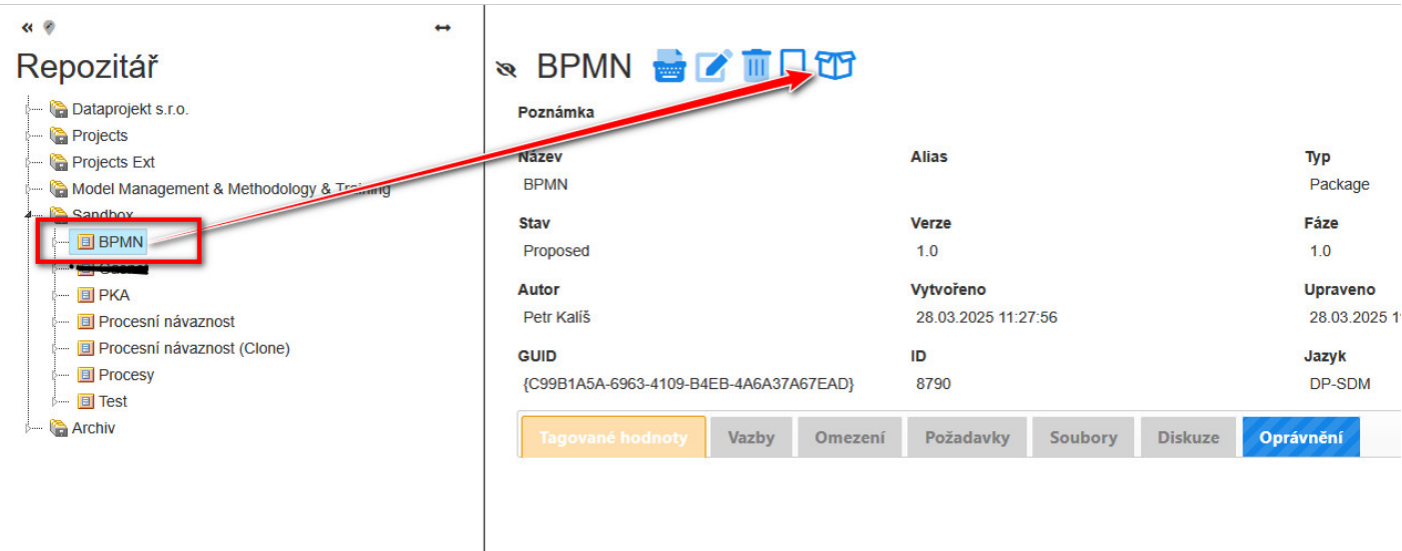 Repozitář
Dataprojekt s.r.o.
Projects
Projects Ext
Model Management & Methodology & Training
Sandbox
BPMN
PKA
Procesní návaznost
Procesní návaznost (Clone)
Procesy
Test
Archiv
BPMN
Poznámka
Název Alias Typ
BPMN Package
Stav Verze Fáze
Proposed 1.0 1.0
Autor Vytvořeno Upraveno
Petr Kalíš 28.03.2025 11:27:56 28.03.2025 1
GUID ID Jazyk
{C99B1A5A-6963-4109-B4EB-4A6A37A67EAD} 8790 DP-SDM
Tagované hodnoty Vazby Omezení Požadavky Soubory Diskuze Oprávnění